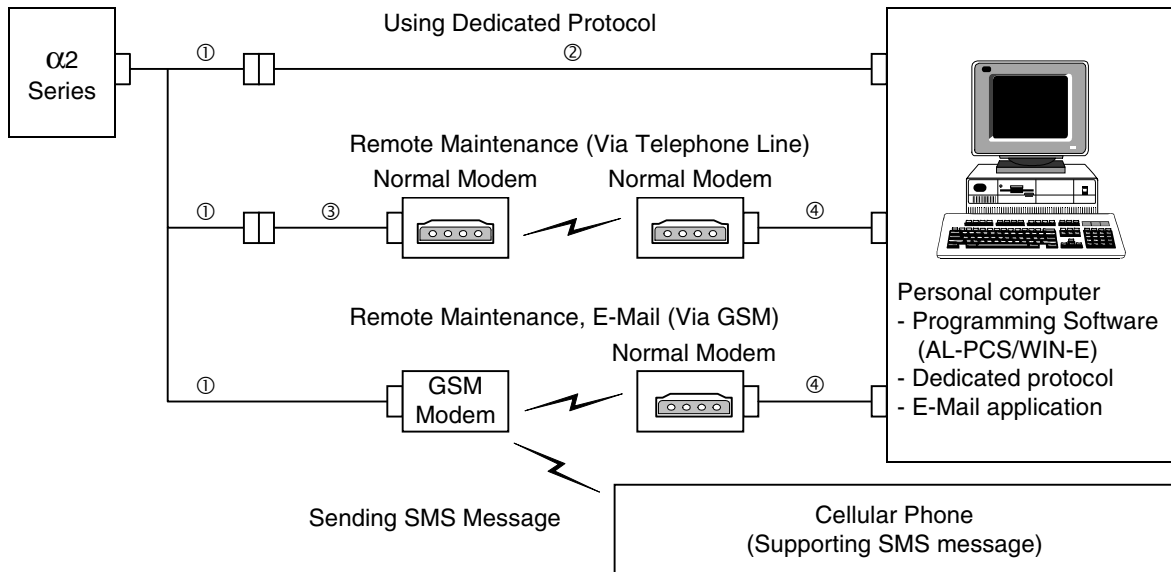 Using Dedicated Protocol
α2
Series
①
②
Remote Maintenance (Via Telephone Line)
Normal Modem
Normal Modem
①
③
④
Remote Maintenance, E-Mail (Via GSM)
Normal Modem
①
GSM
Modem
④
Personal computer
- Programming Software
(AL-PCS/WIN-E)
- Dedicated protocol
- E-Mail application
Sending SMS Message
Cellular Phone
(Supporting SMS message)